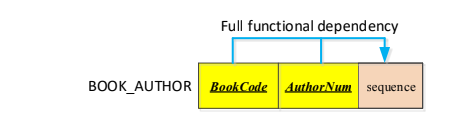 Full functional dependency
BOOK_AUTHOR BookCode AuthorNum sequence